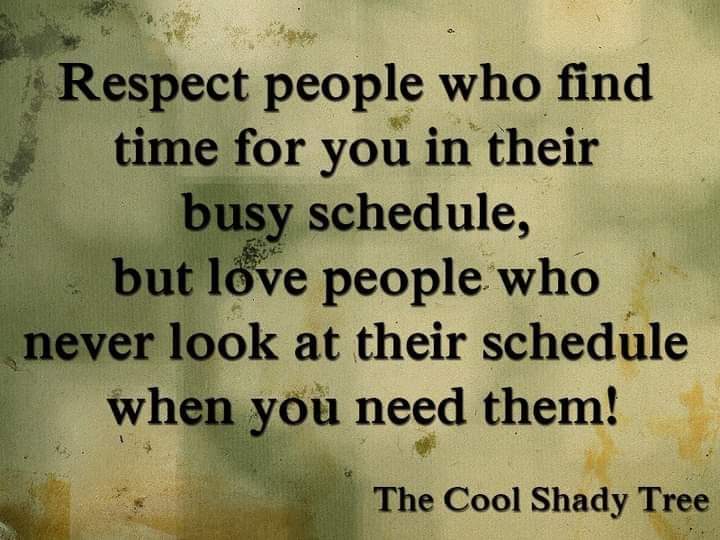 Respect people who find
time for you in their
busy schedule,
but love people who
never look at their schedule
when you need them!
The Cool Shady Tree